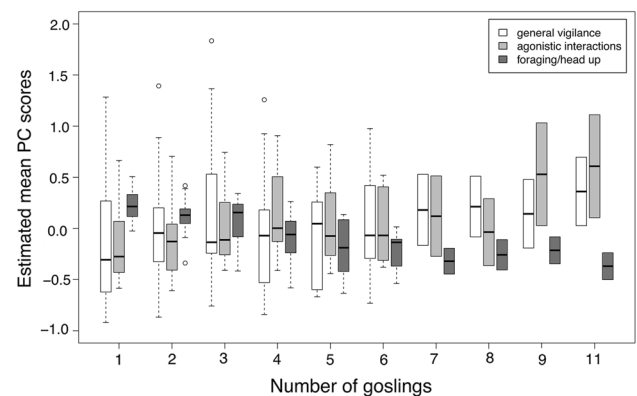 2.0
1.5
1.0
0.5
0.0
−0.5
−1.0
Estimated mean PC scores
general vigilance
agonistic interactions
foraging/head up
1 2 3 4 5 6 7 8 9 11
Number of goslings